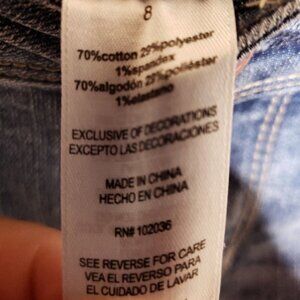 8
70%cotton 29%polyester
1%spandex
70%algodón 29%poliéster
1%elastano
EXCLUSIVE OF DECORATIONS
EXCEPTO LAS DECORACIONES
MADE IN CHINA
HECHO EN CHINA
RN# 102036
SEE REVERSE FOR CARE
VEA EL REVERSO PARA
EL CUIDADO DE LAVAR